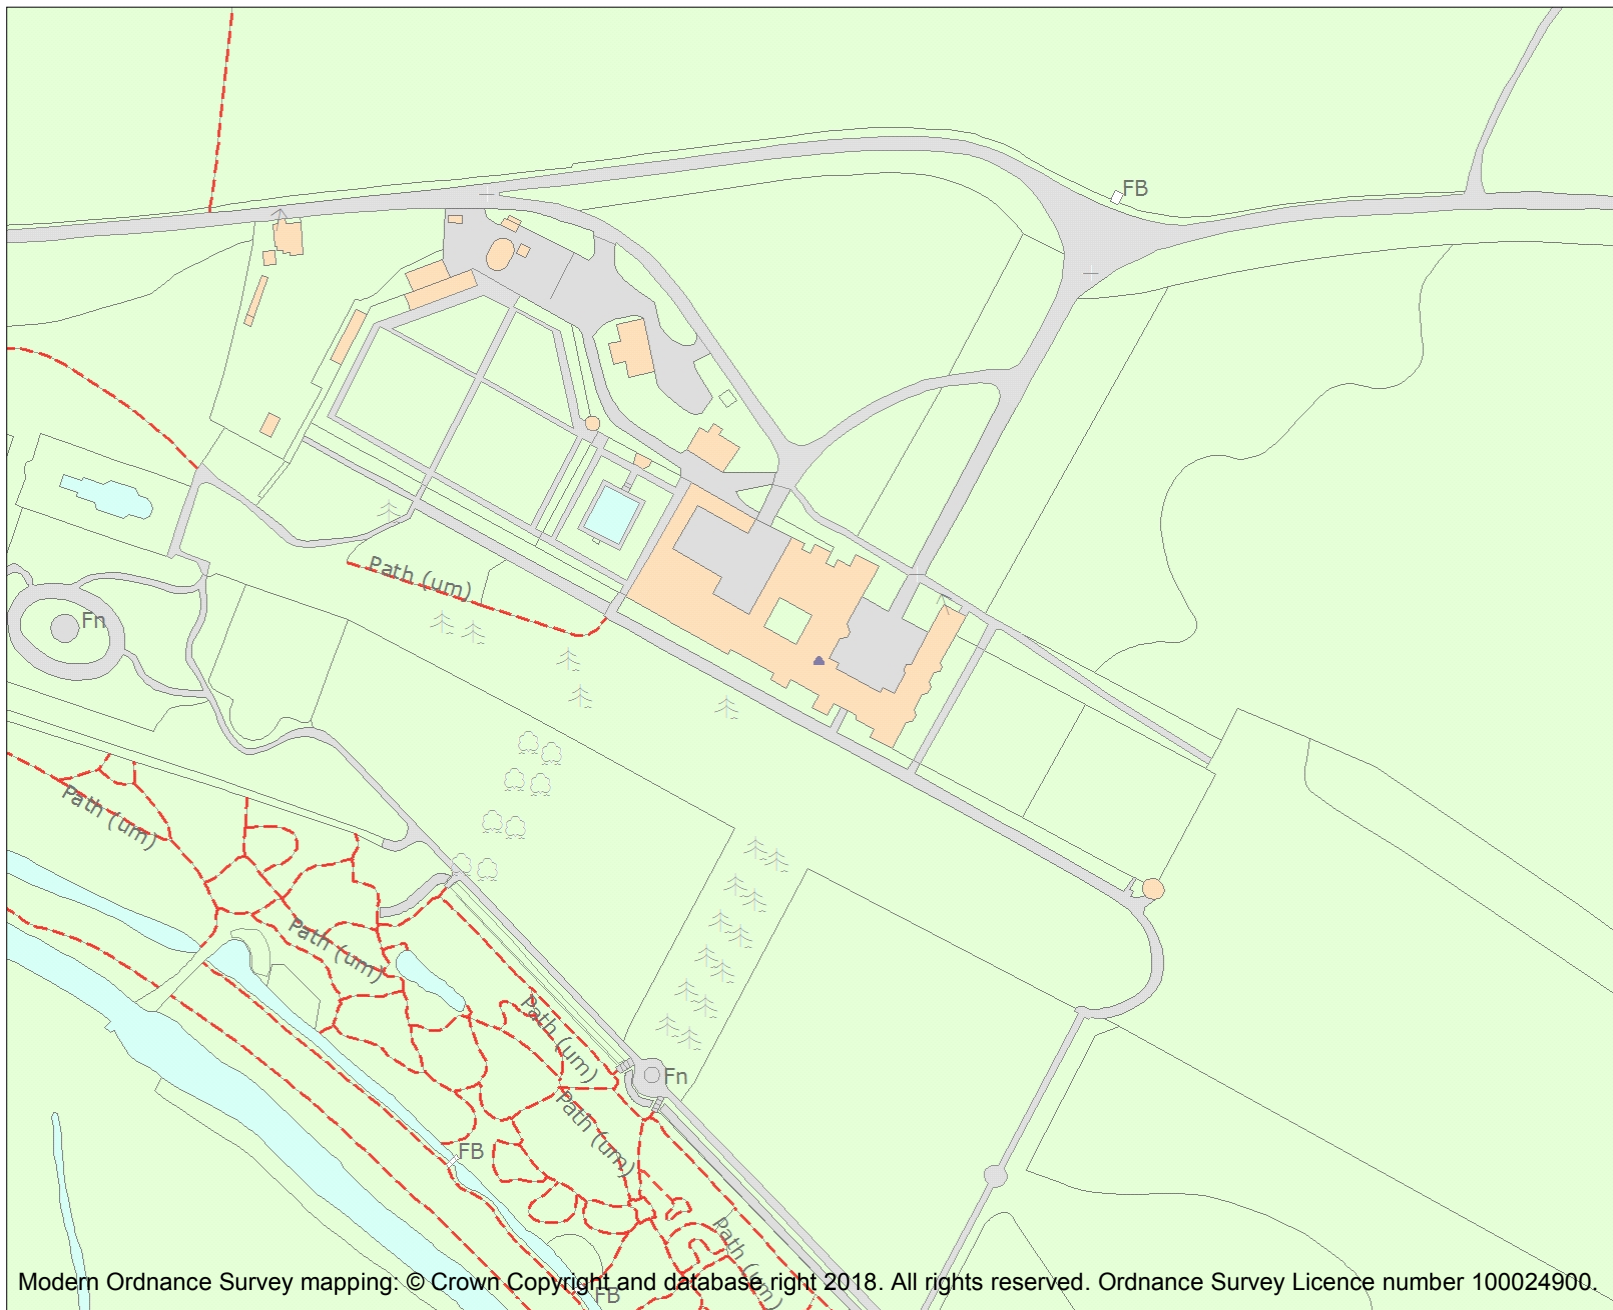 FB
Path (um)
Fn
Path (um)
Path (um)
Path (um)
Fn
Path (um)
FB
Path (um)
FB
Modern Ordnance Survey mapping: © Crown Copyright and database right 2018. All rights reserved. Ordnance Survey Licence number 100024900.